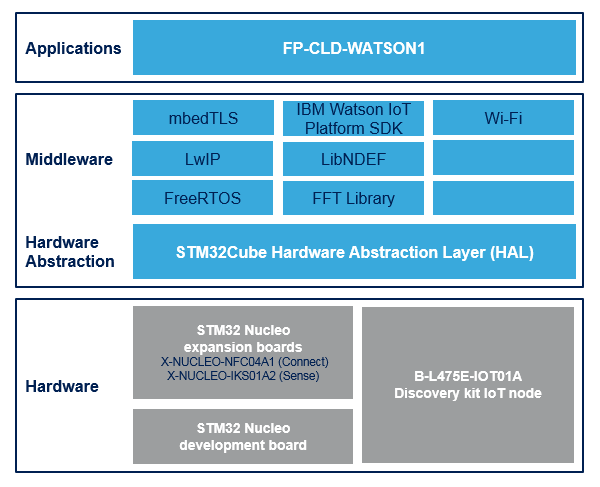 Applications
FP-CLD-WATSON1
Middleware
mbedTLS
IBM Watson IoT
Platform SDK
Wi-Fi
LwIP
LibNDEF
FreeRTOS
FFT Library
Hardware
Abstraction
STM32Cube Hardware Abstraction Layer (HAL)
Hardware
STM32 Nucleo
expansion boards
X-NUCLEO-NFC04A1 (Connect)
X-NUCLEO-IKS01A2 (Sense)
STM32 Nucleo
development board
B-L475E-IOT01A
Discovery kit IoT node